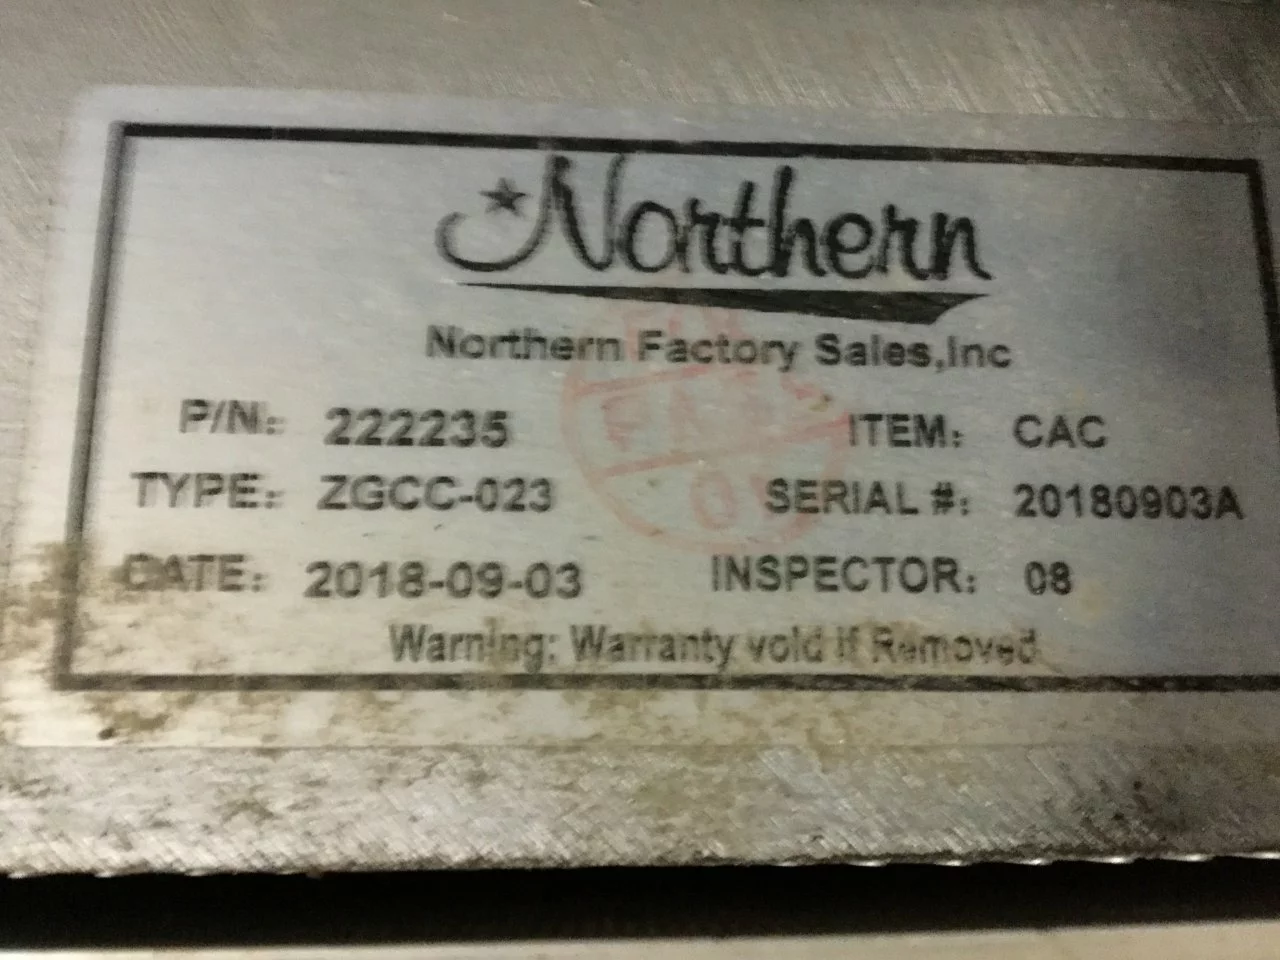 Northern
Northern Factory Sales,Inc
P/N: 222235 ITEM: CAC
TYPE: ZGCC-023 SERIAL #: 20180903A
DATE: 2018-09-03 INSPECTOR: 08
Warning: Warranty void if Removed